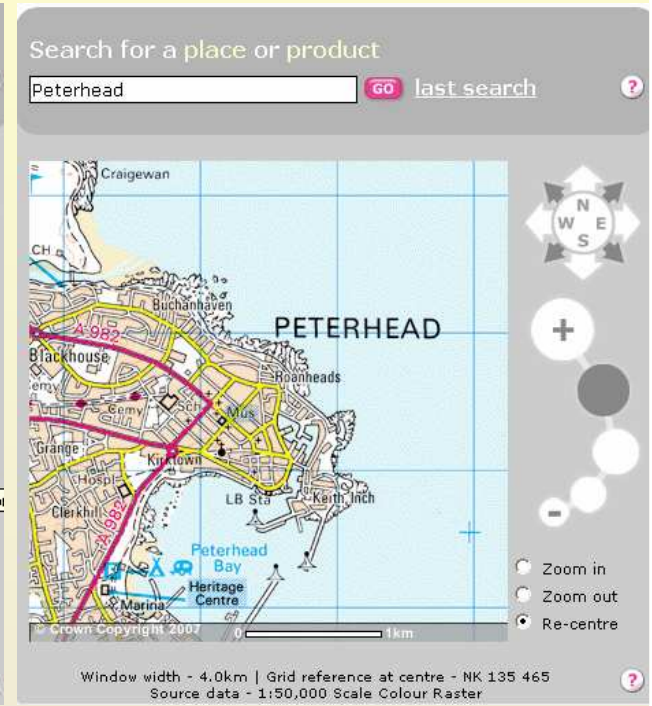 Search for a place or product
Peterhead GO last search ?
Craigewan
CH
Buchanhaven
A 982
PETERHEAD
Blackhouse
Roanheads
emy
Cemy
Sch
Mus
Grange
Kirktown
Hospl
LB Sta
Keith Inch
Clerkhill
A 982
Peterhead
Bay
Heritage
Centre
Marina
© Crown Copyright 2007 0 1km
N
W E
S
+
-
Zoom in
Zoom out
Re-centre
Window width - 4.0km | Grid reference at centre - NK 135 465
Source data - 1:50,000 Scale Colour Raster
?